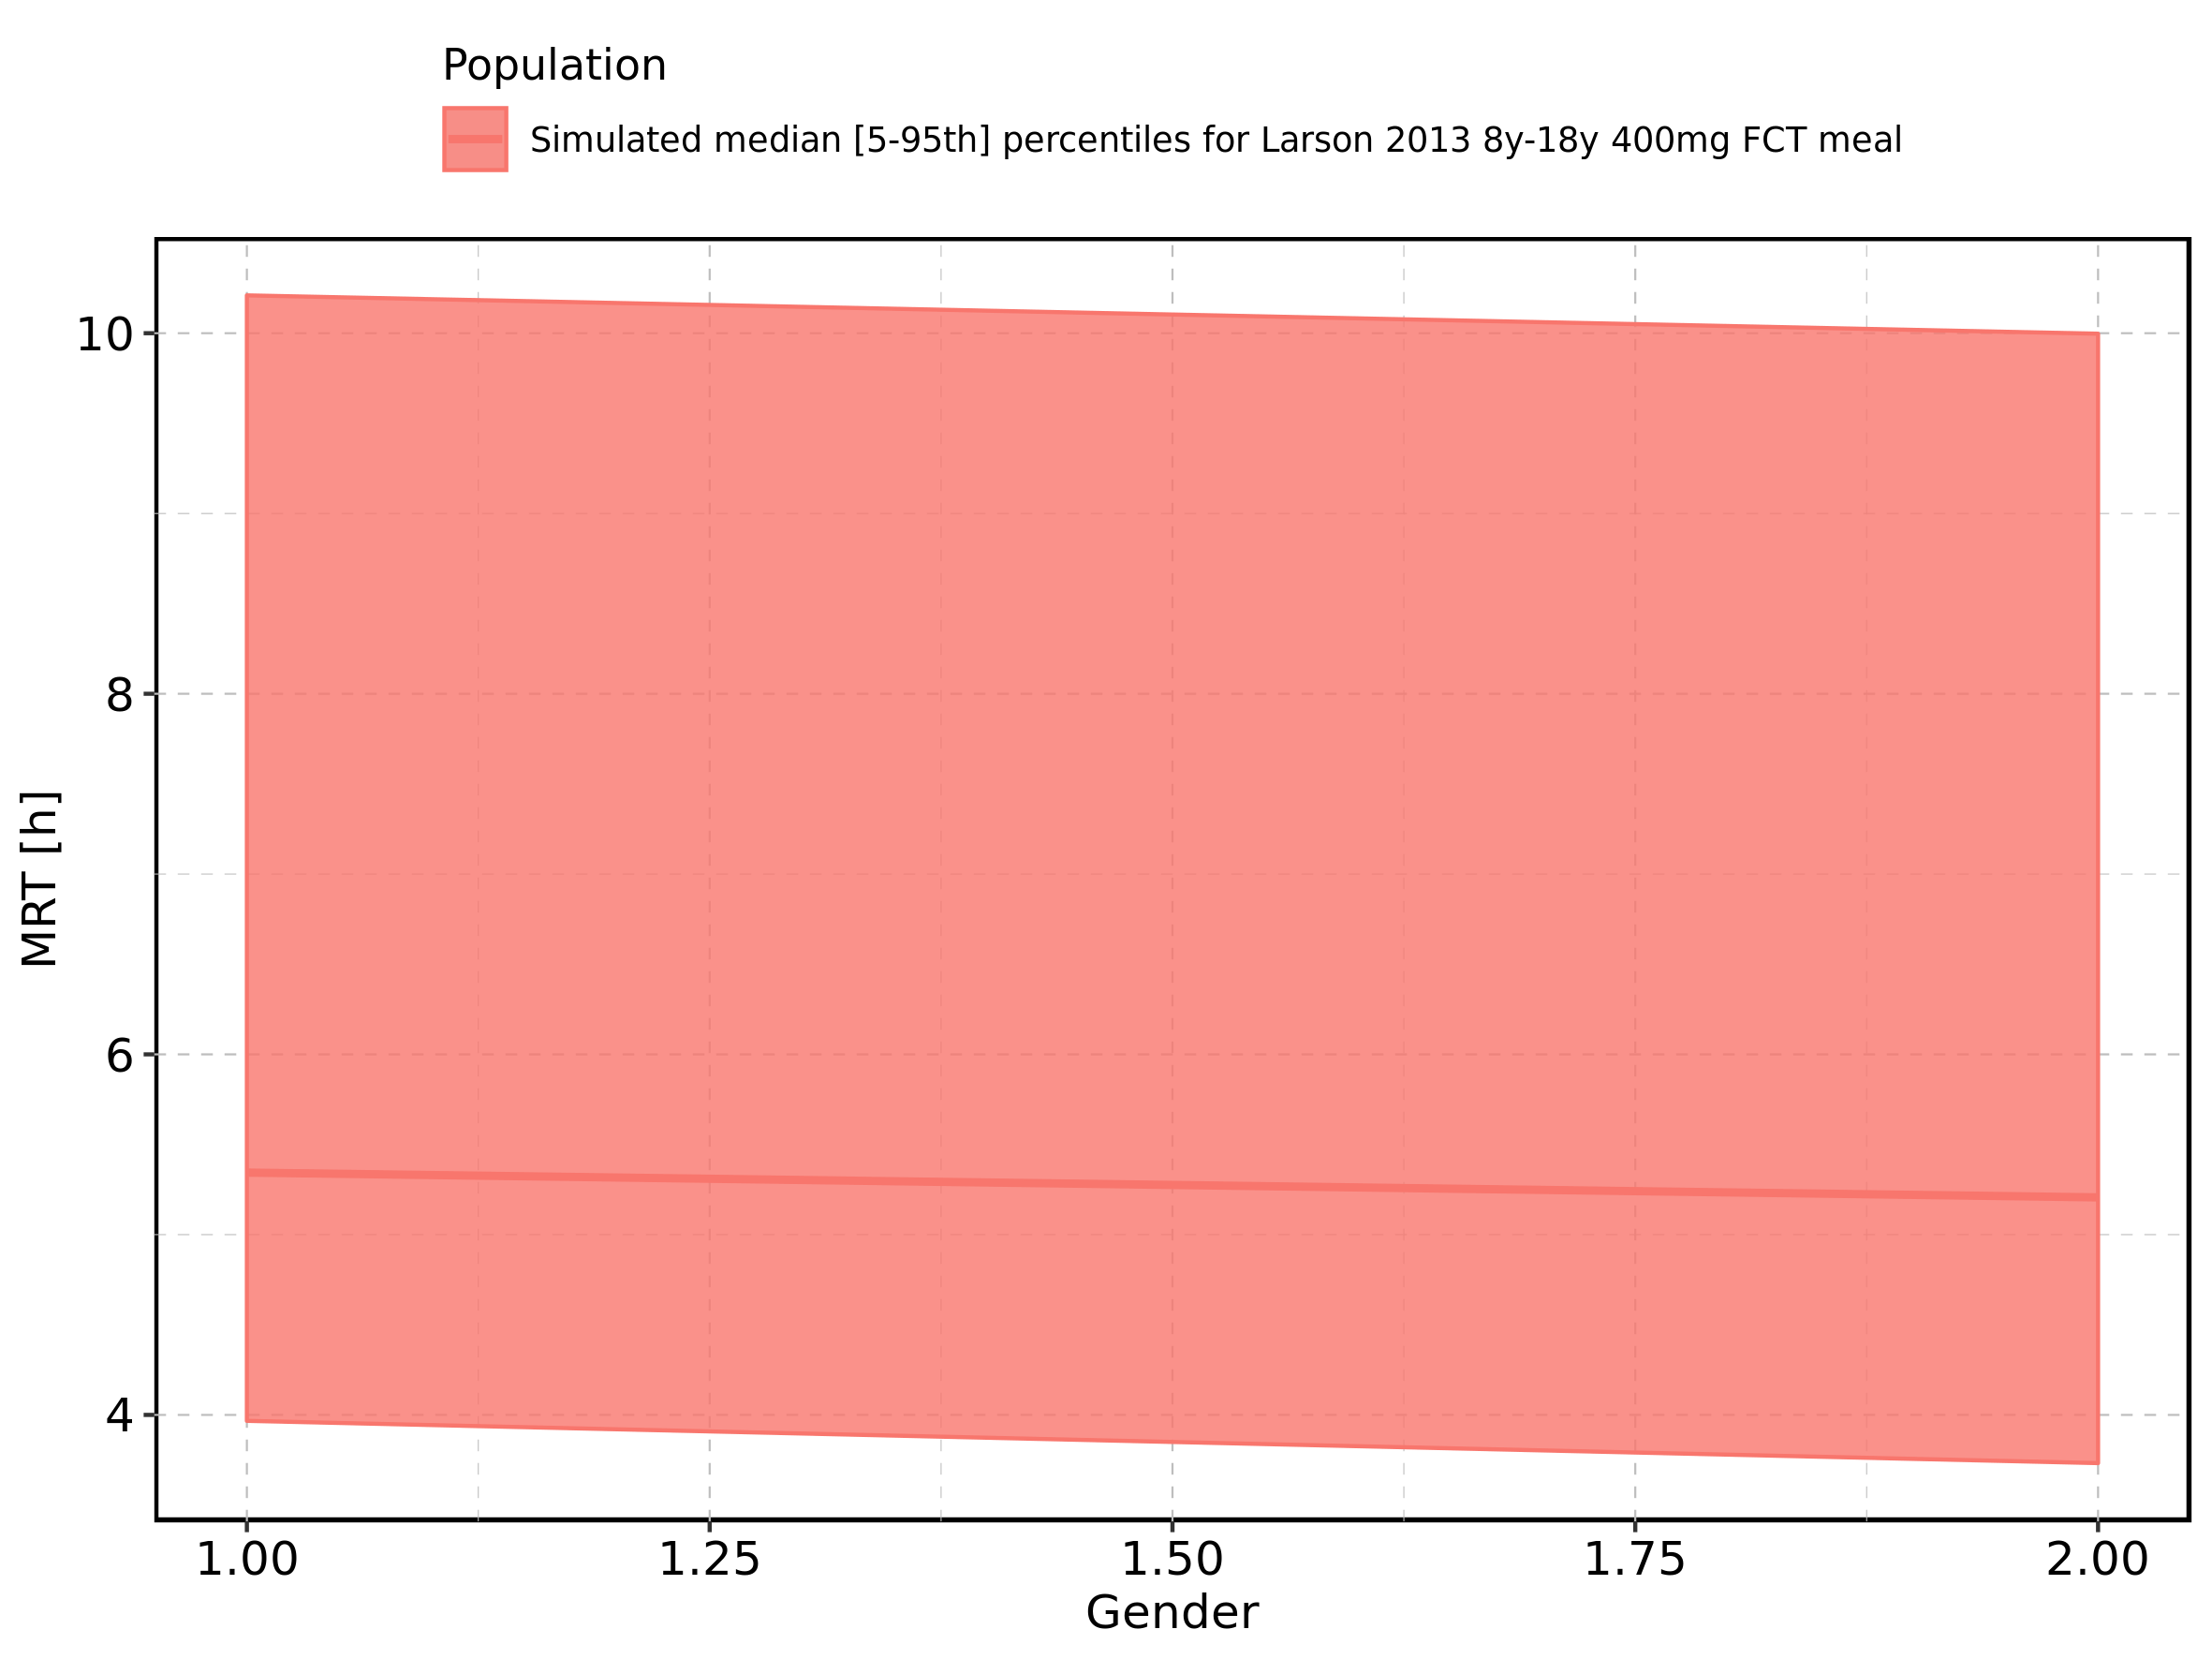 Population
Simulated median [5-95th] percentiles for Larson 2013 8y-18y 400mg FCT meal
MRT [h]
10
8
6
4
1.00 1.25 1.50 1.75 2.00
Gender